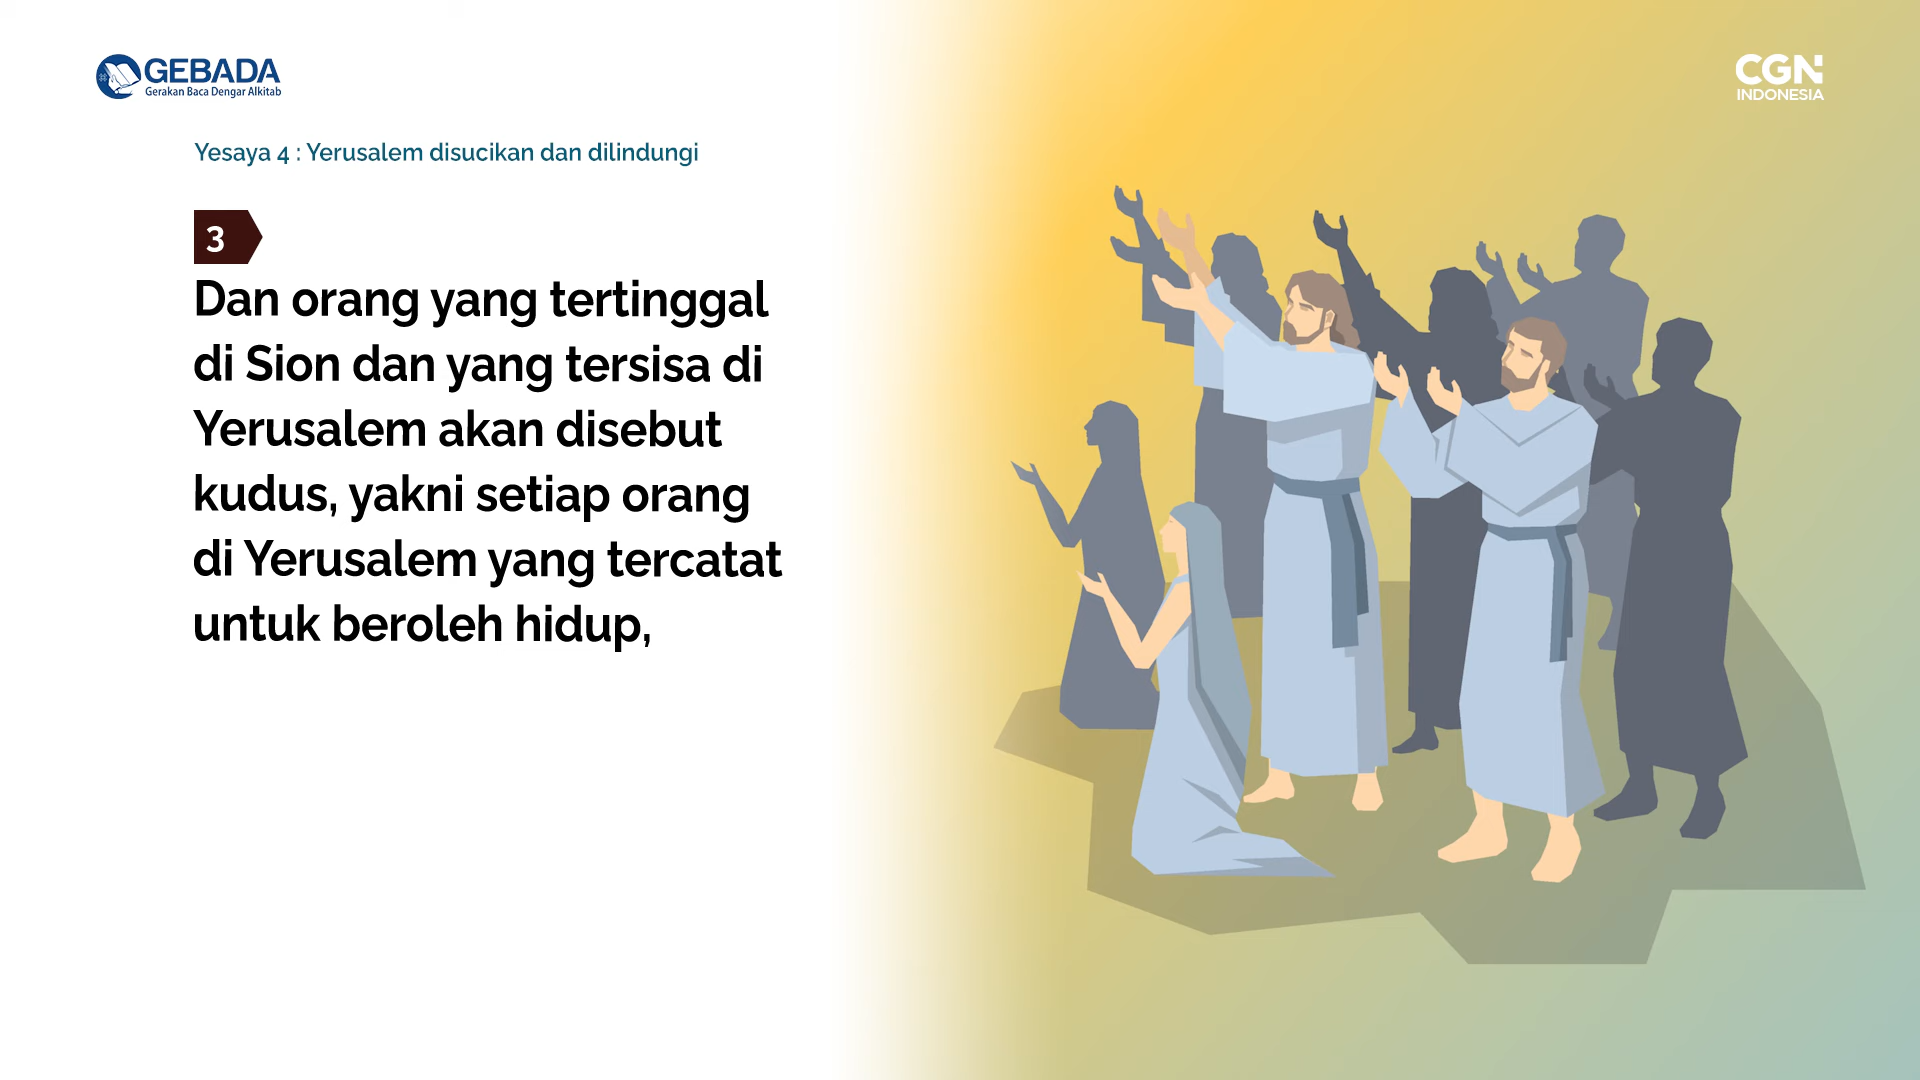 GEBADA
Gerakan Baca Dengar Alkitab
CGN
INDONESIA
Yesaya 4 : Yerusalem disucikan dan dilindungi
3
Dan orang yang tertinggal
di Sion dan yang tersisa di
Yerusalem akan disebut
kudus, yakni setiap orang
di Yerusalem yang tercatat
untuk beroleh hidup,